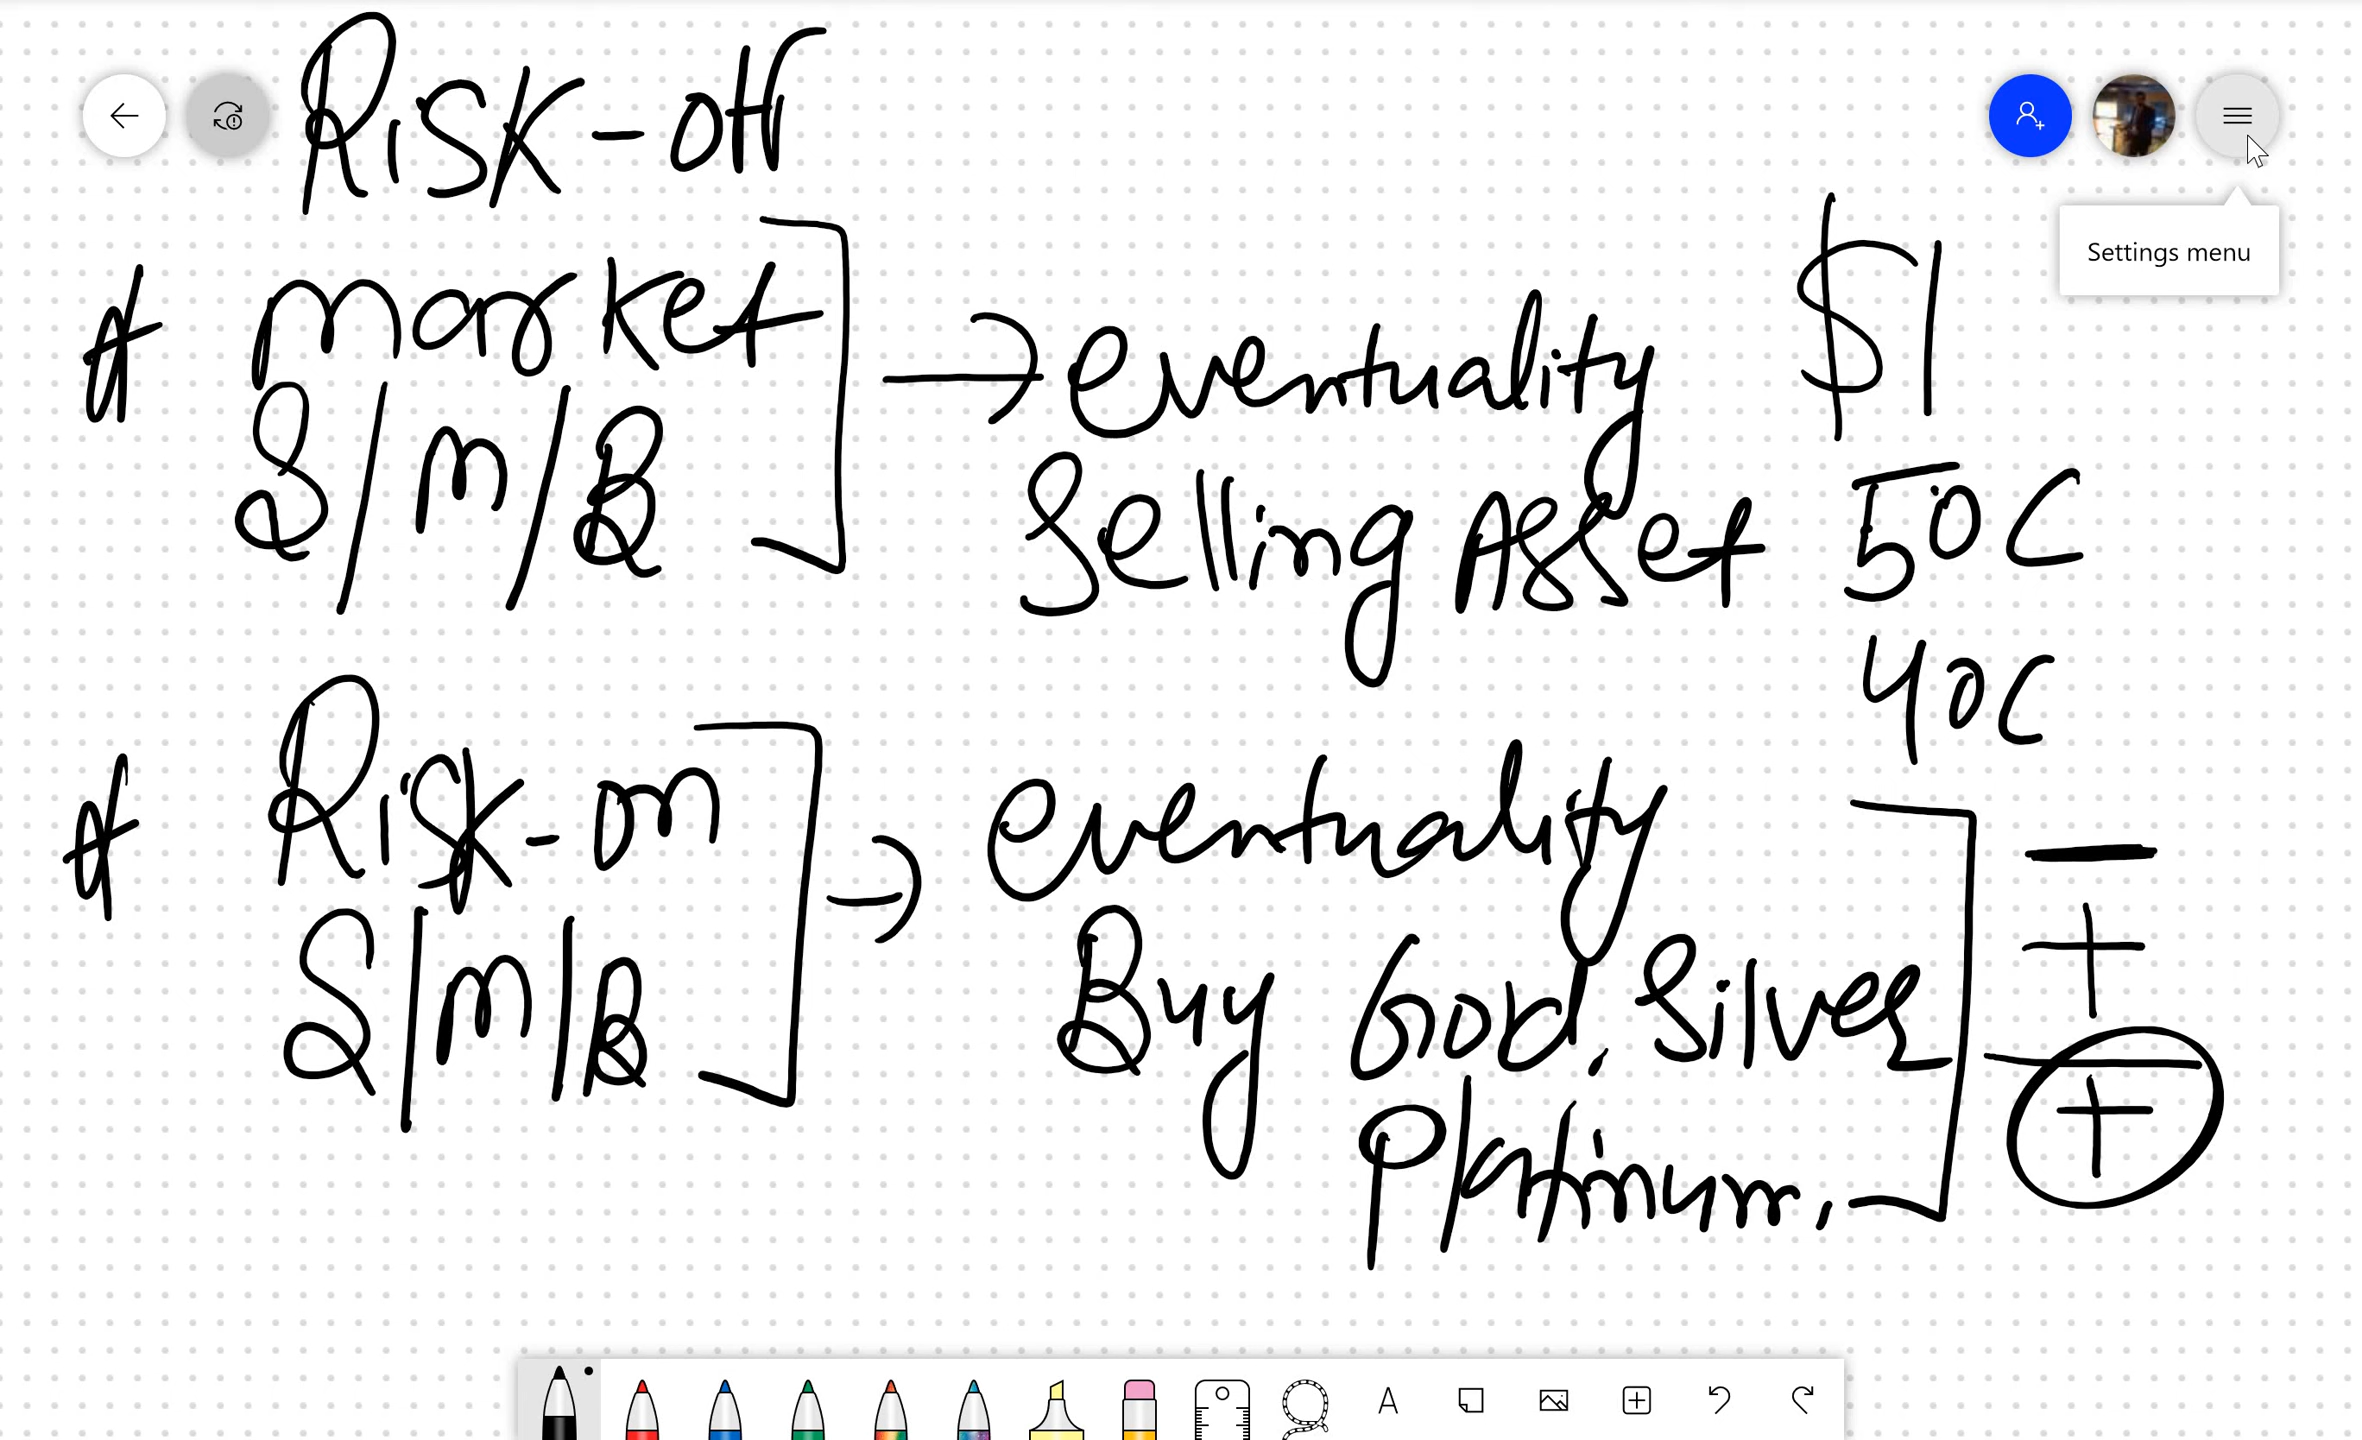 Risk-off
Settings menu
* market
S/M/B
→ eventuality
$1
Selling Asset
50C
40C
* Risk-on
S/M/B
→ eventuality
Buy Gold, Silver
Platinum,
−
+
+
A